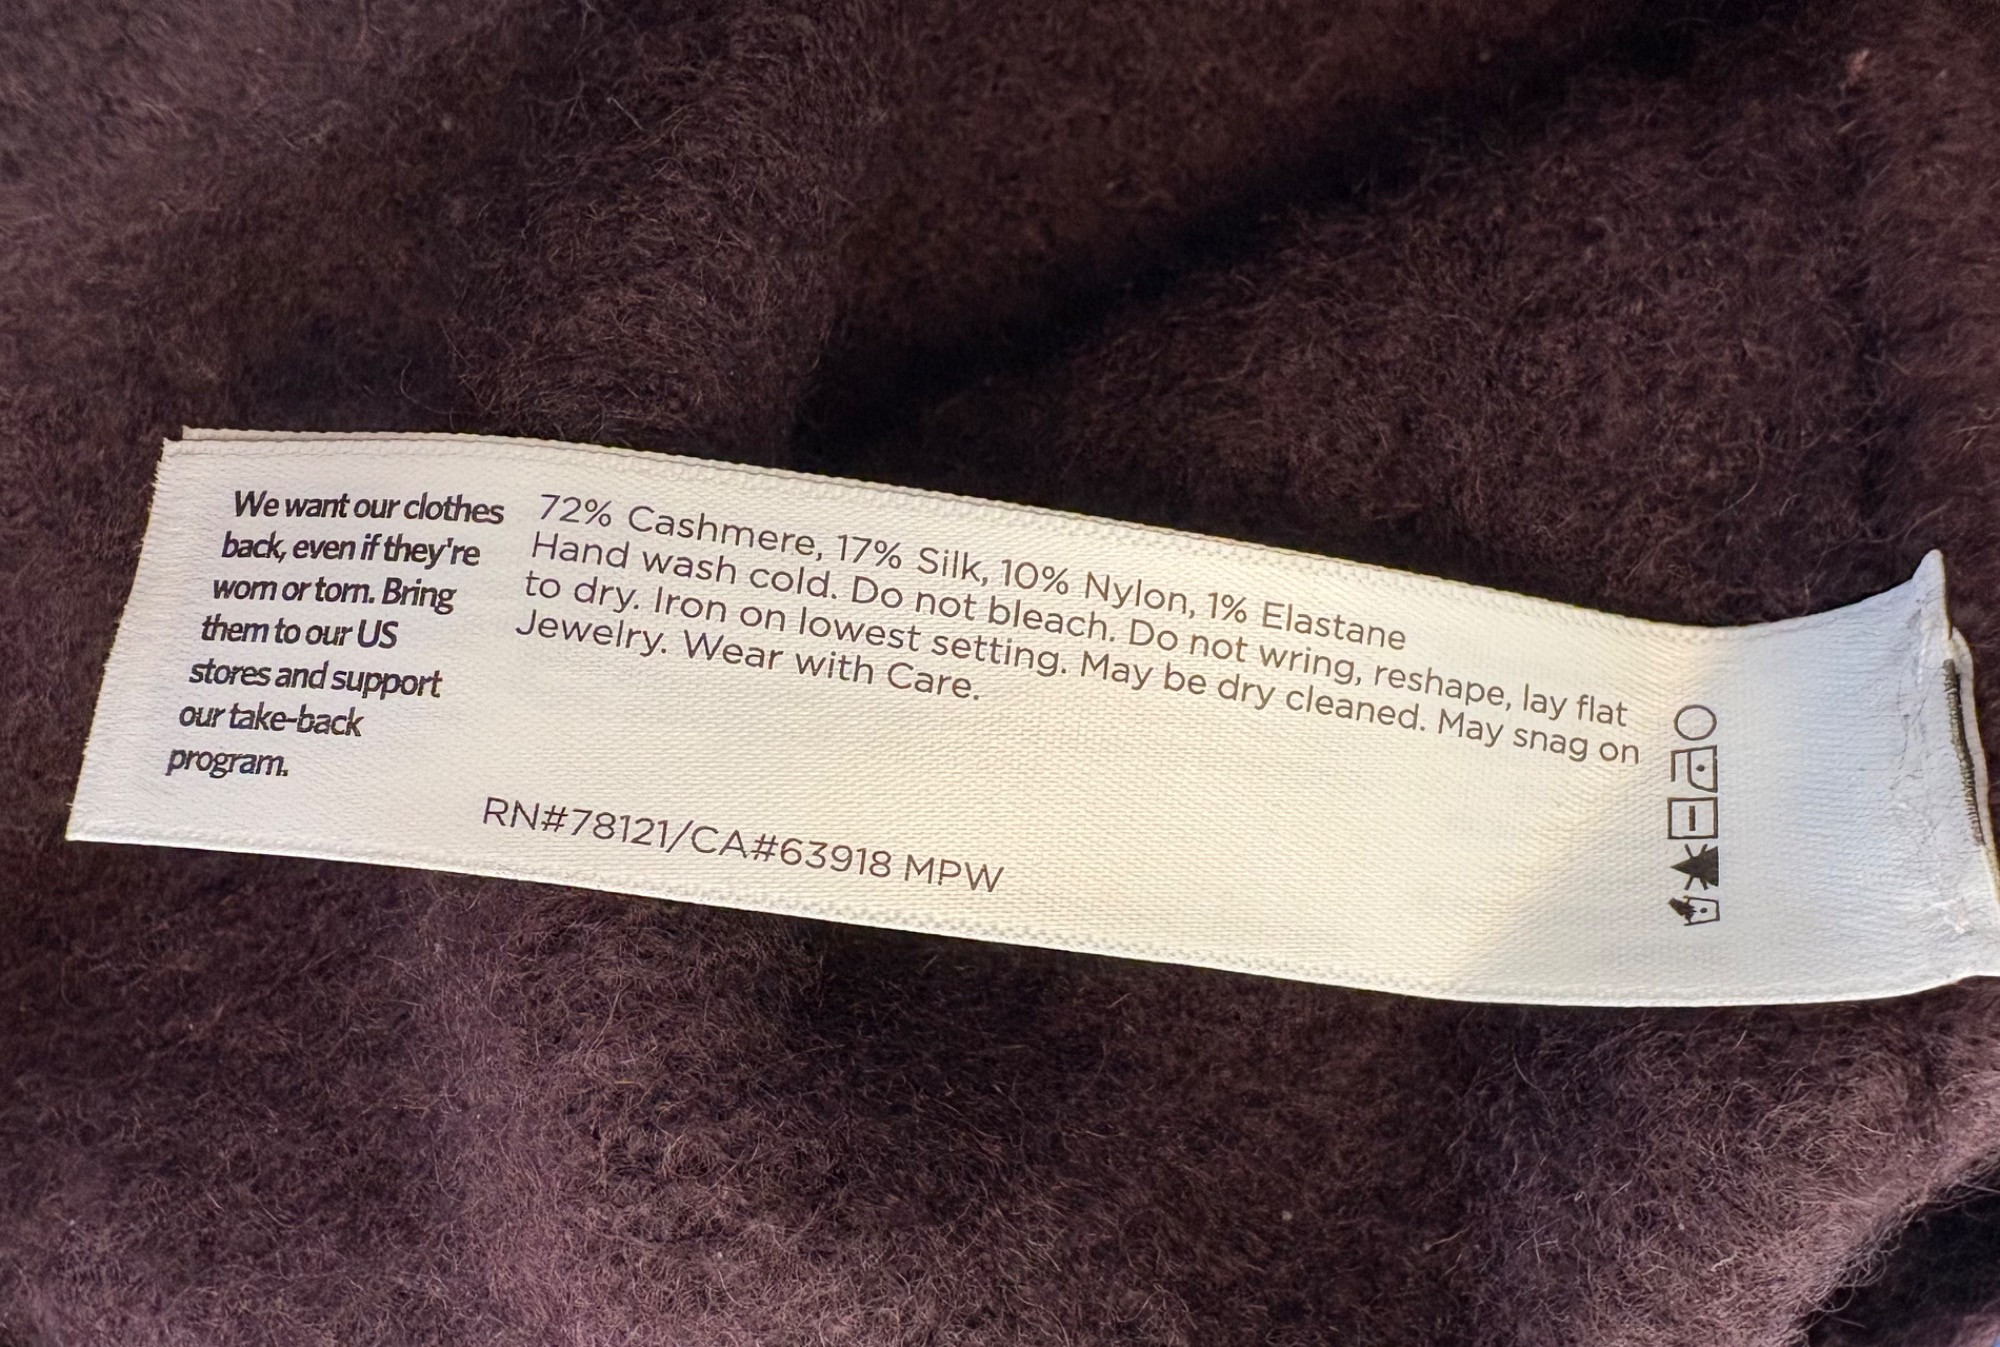 We want our clothes
back, even if they're
worn or torn. Bring
them to our US
stores and support
our take-back
program.
72% Cashmere, 17% Silk, 10% Nylon, 1% Elastane
Hand wash cold. Do not bleach. Do not wring, reshape, lay flat
to dry. Iron on lowest setting. May be dry cleaned. May snag on
Jewelry. Wear with Care.
RN#78121/CA#63918 MPW